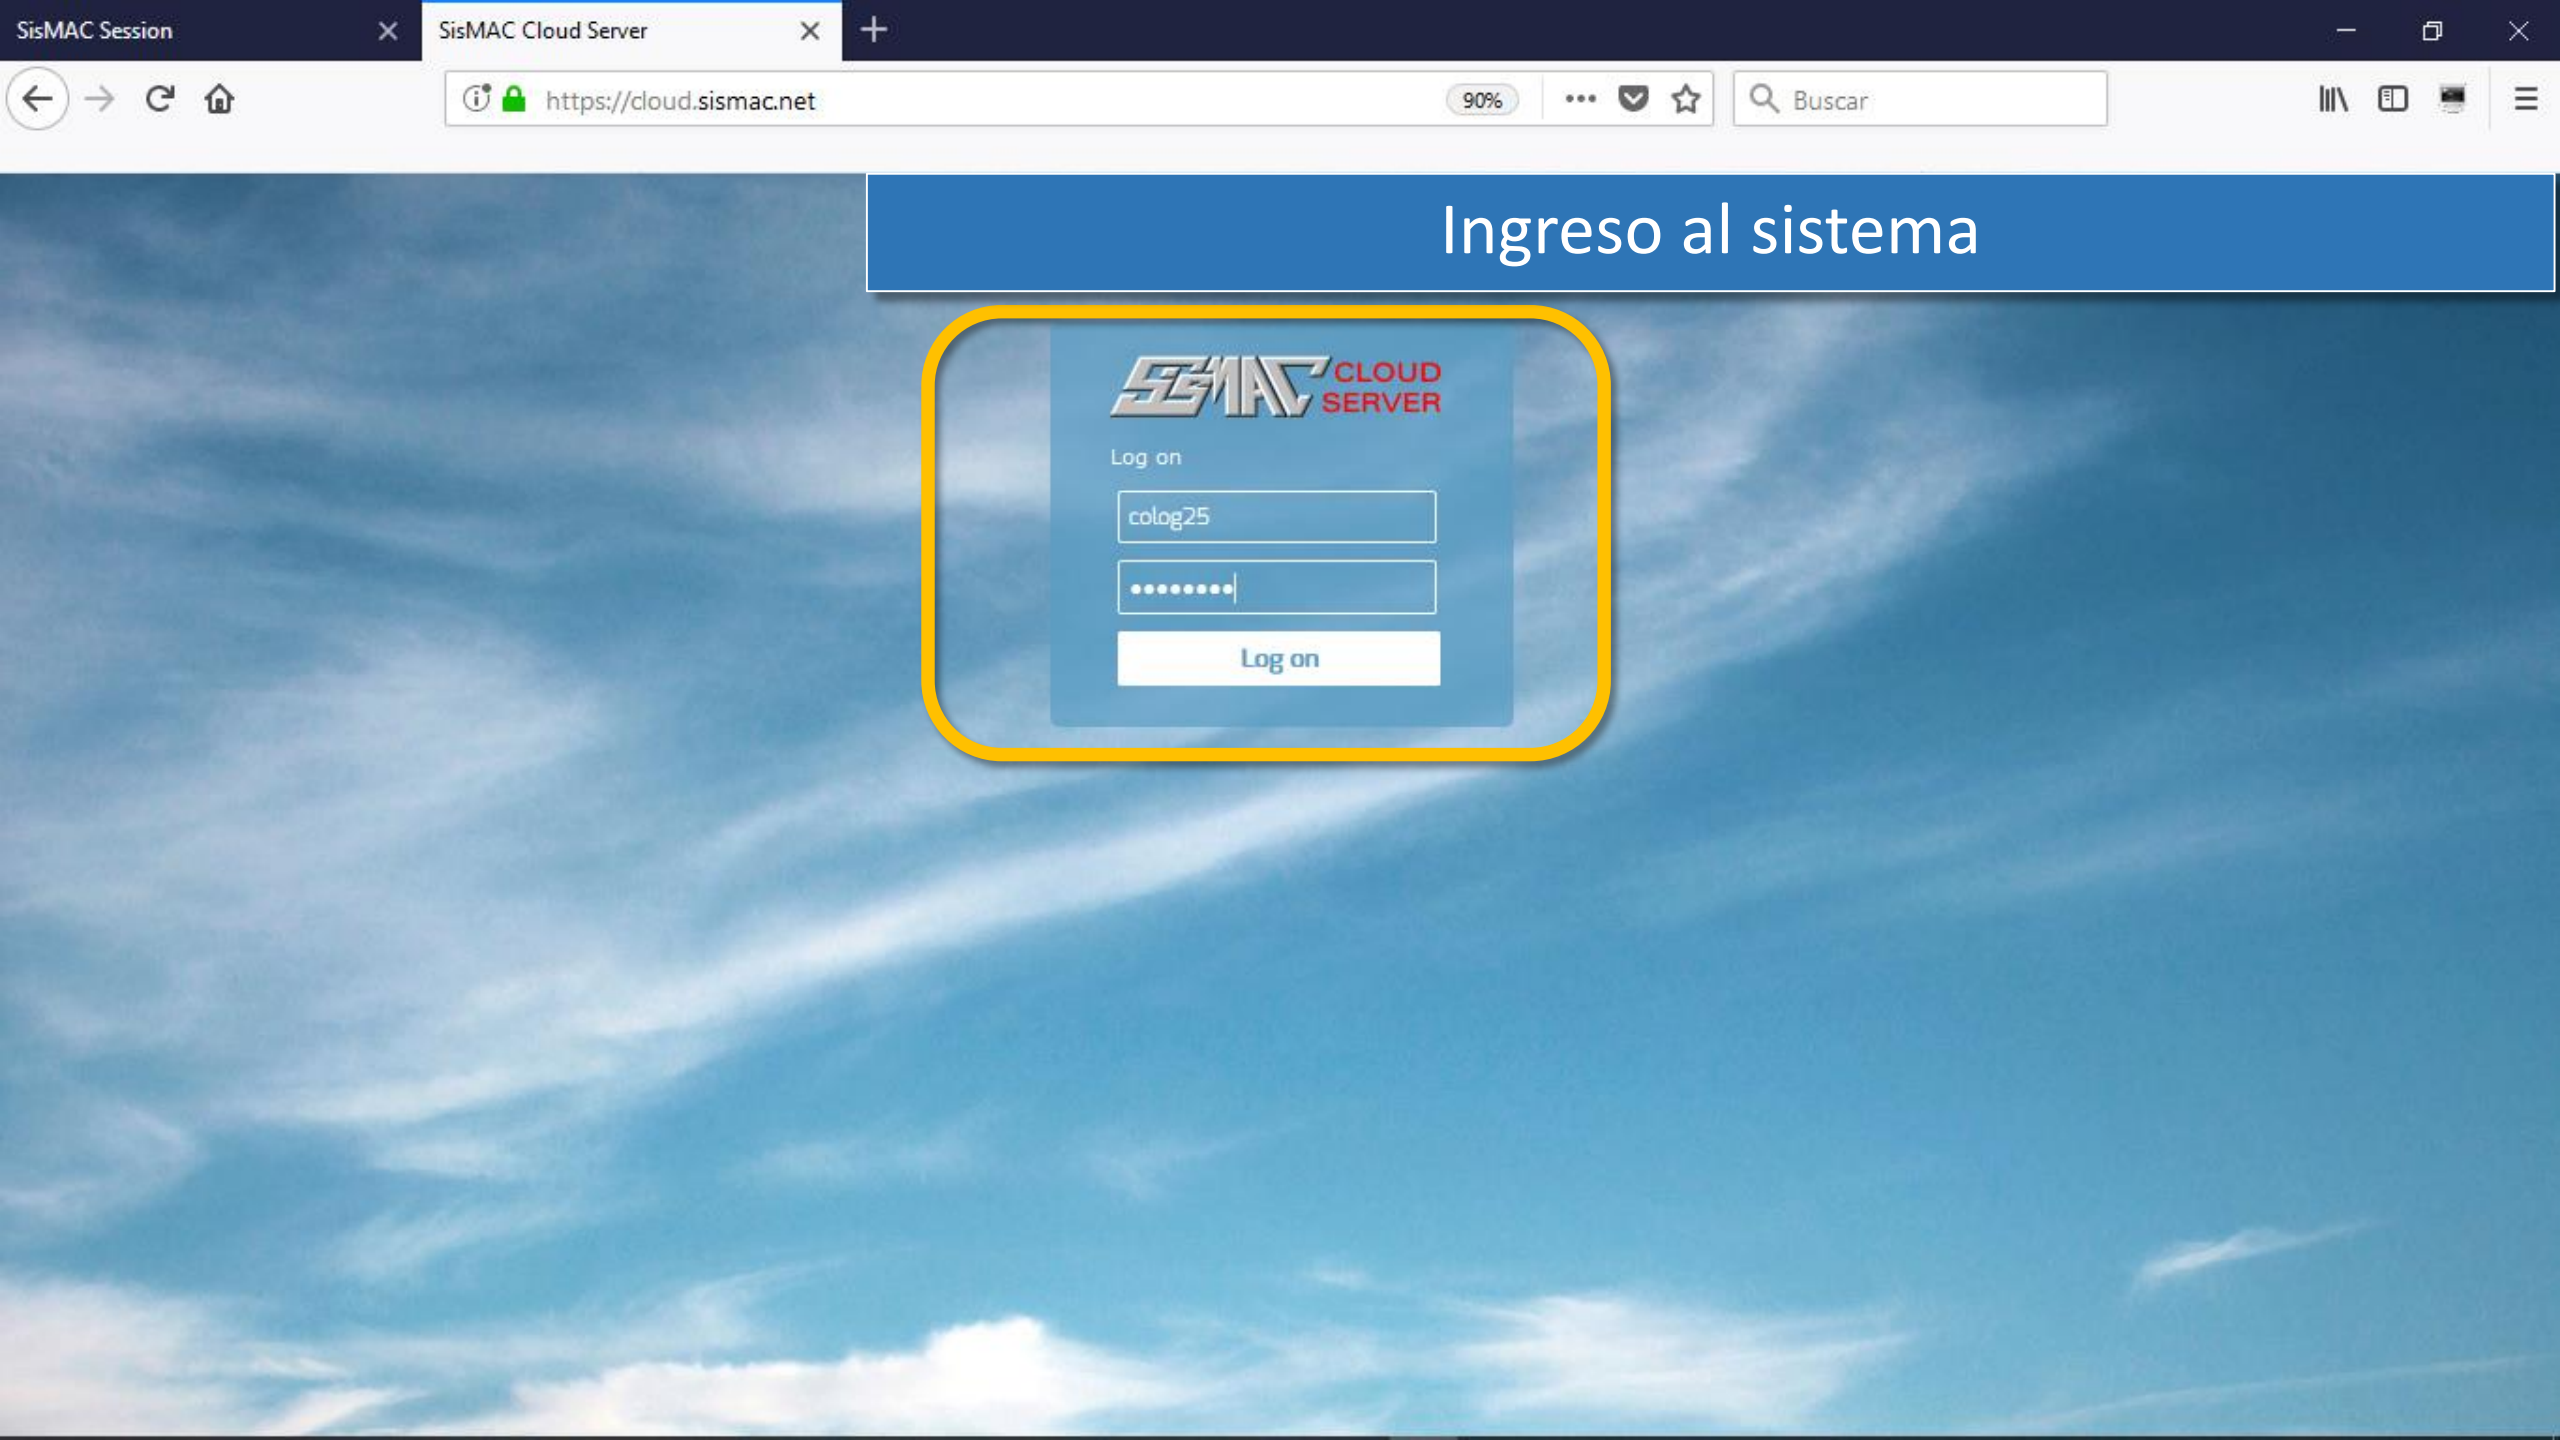 SisMAC Session
SisMAC Cloud Server
https://cloud.sismac.net
90%
Buscar
Ingreso al sistema
SisMAC CLOUD SERVER
Log on
colog25
••••••••
Log on